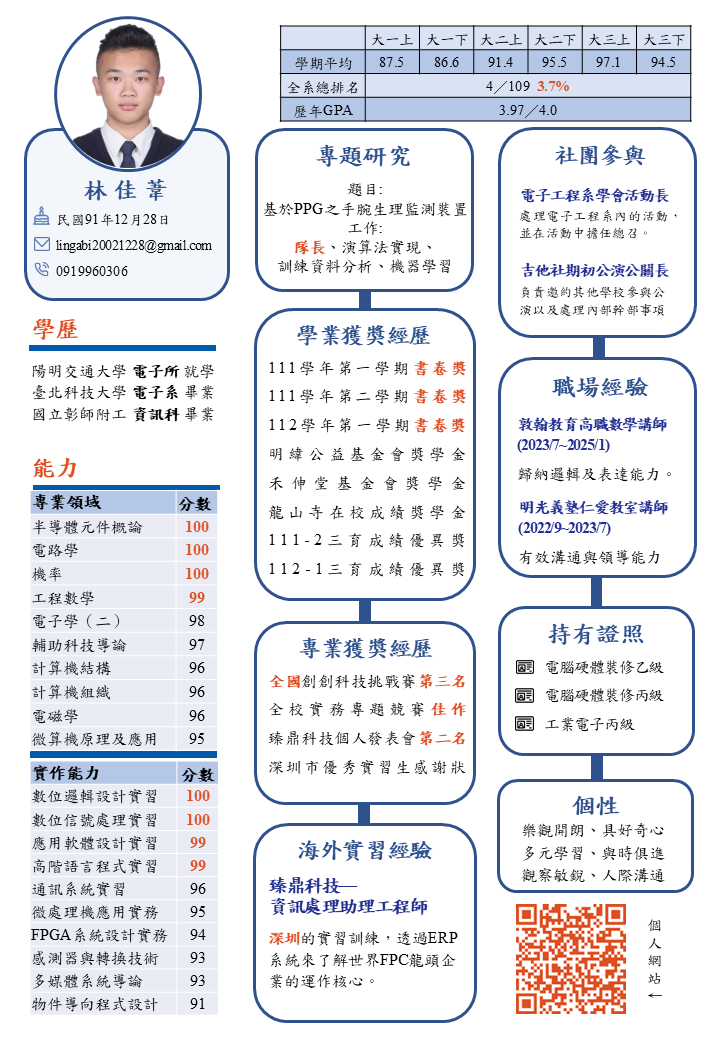 林佳葦
民國91年12月28日
lingabi20021228@gmail.com
0919960306
學歷
陽明交通大學 電子所 就學
臺北科技大學 電子系 畢業
國立彰師附工 資訊科 畢業
能力
專業領域 分數
半導體元件概論 100
電路學 100
機率 100
工程數學 99
電子學（二） 98
輔助科技導論 97
計算機結構 96
計算機組織 96
電磁學 96
微算機原理及應用 95
實作能力 分數
數位邏輯設計實習 100
數位信號處理實習 100
應用軟體設計實習 99
高階語言程式實習 99
通訊系統實習 96
微處理機應用實務 95
FPGA系統設計實務 94
感測器與轉換技術 93
多媒體系統導論 93
物件導向程式設計 91
大一上 大一下 大二上 大二下 大三上 大三下
學期平均 87.5 86.6 91.4 95.5 97.1 94.5
全系總排名 4／109 3.7%
歷年GPA 3.97／4.0
專題研究
題目:
基於PPG之手腕生理監測裝置
工作:
隊長、演算法實現、
訓練資料分析、機器學習
學業獲獎經歷
111學年第一學期書卷獎
111學年第二學期書卷獎
112學年第一學期書卷獎
明緯公益基金會獎學金
禾伸堂基金會獎學金
龍山寺在校成績獎學金
111-2三育成績優異獎
112-1三育成績優異獎
專業獲獎經歷
全國創創科技挑戰賽第三名
全校實務專題競賽佳作
臻鼎科技個人發表會第二名
深圳市優秀實習生感謝狀
海外實習經驗
臻鼎科技—
資訊處理助理工程師
深圳的實習訓練，透過ERP
系統來了解世界FPC龍頭企
業的運作核心。
社團參與
電子工程系學會活動長
處理電子工程系內的活動，
並在活動中擔任總召。
吉他社期初公演公關長
負責邀約其他學校參與公
演以及處理內部幹部事項
職場經驗
敦翰教育高職數學講師
(2023/7~2025/1)
歸納邏輯及表達能力。
明光義塾仁愛教室講師
(2022/9~2023/7)
有效溝通與領導能力
持有證照
電腦硬體裝修乙級
電腦硬體裝修丙級
工業電子丙級
個性
樂觀開朗、具好奇心
多元學習、與時俱進
觀察敏銳、人際溝通
個人網站←